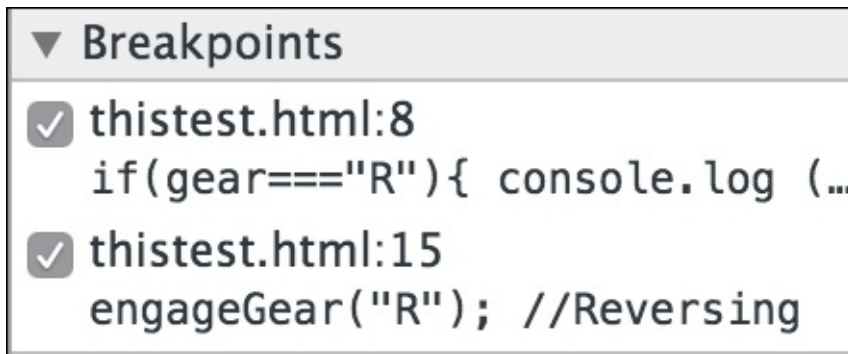 Breakpoints
thistest.html:8
if(gear==="R"){ console.log (…
thistest.html:15
engageGear("R"); //Reversing